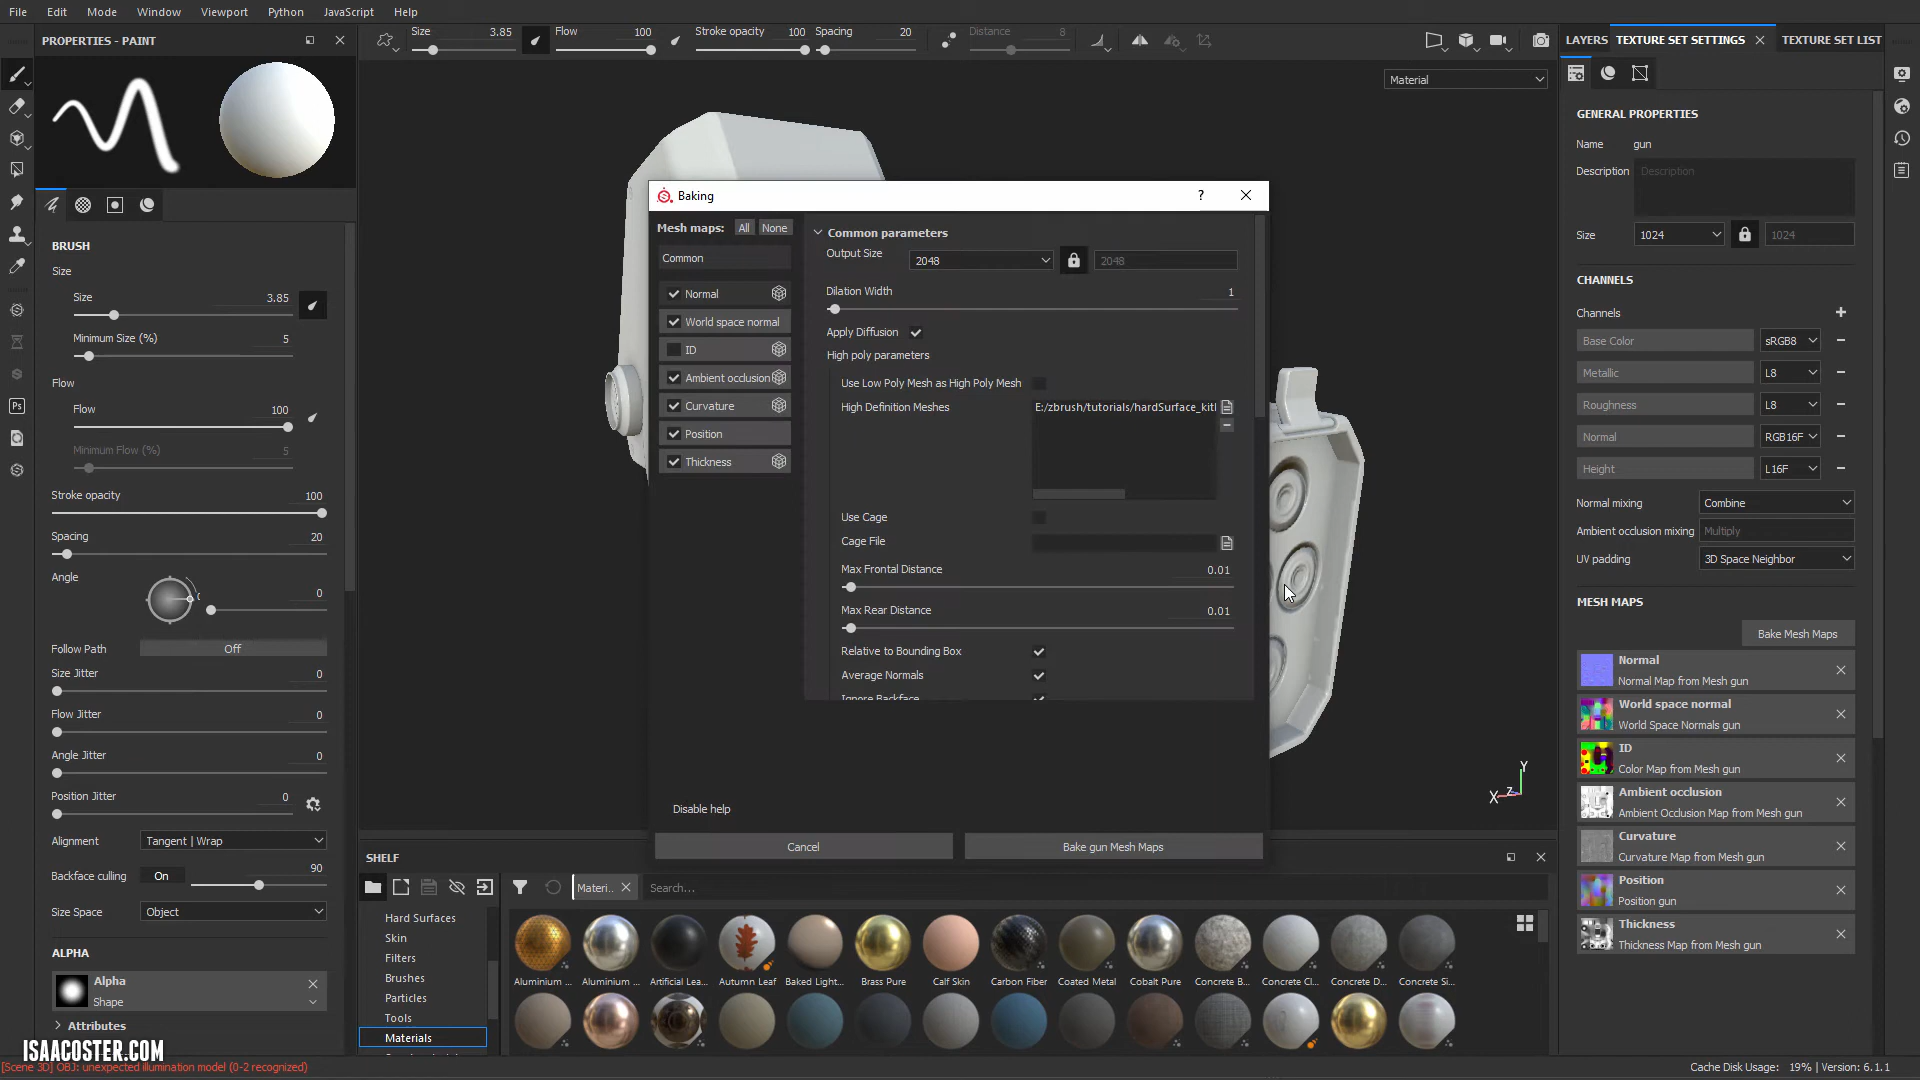 File Edit Mode Window Viewport Python JavaScript Help
PROPERTIES - PAINT
Size 3.85 Flow 100 Stroke opacity 100 Spacing 20 Distance 8
LAYERS TEXTURE SET SETTINGS TEXTURE SET LIST
Material
BRUSH
Size
Size 3.85
Minimum Size (%) 5
Flow
Flow 100
Minimum Flow (%) 5
Stroke opacity 100
Spacing 20
Angle 0
Follow Path Off
Size Jitter 0
Flow Jitter 0
Angle Jitter 0
Position Jitter 0
Alignment Tangent | Wrap
Backface culling On 90
Size Space Object
ALPHA
Alpha
Shape
Attributes
ISAACOSTER.COM
[Scene 3D] OBJ: unexpected illumination model (0-2 recognized)
Baking ?
Mesh maps: All None
Common
Normal
World space normal
ID
Ambient occlusion
Curvature
Position
Thickness
Common parameters
Output Size 2048 2048
Dilation Width 1
Apply Diffusion
High poly parameters
Use Low Poly Mesh as High Poly Mesh
High Definition Meshes E:/zbrush/tutorials/hardSurface_kitl
Use Cage
Cage File
Max Frontal Distance 0.01
Max Rear Distance 0.01
Relative to Bounding Box
Average Normals
Ignore Backface
Disable help
Cancel Bake gun Mesh Maps
Y
X Z
SHELF
Materi.. Search...
Hard Surfaces
Skin
Filters
Brushes
Particles
Tools
Materials
Aluminium ... Aluminium ... Artificial Lea... Autumn Leaf Baked Light... Brass Pure Calf Skin Carbon Fiber Coated Metal Cobalt Pure Concrete B... Concrete Cl... Concrete D... Concrete Si...
GENERAL PROPERTIES
Name gun
Description Description
Size 1024 1024
CHANNELS
Channels
Base Color sRGB8
Metallic L8
Roughness L8
Normal RGB16F
Height L16F
Normal mixing Combine
Ambient occlusion mixing Multiply
UV padding 3D Space Neighbor
MESH MAPS
Bake Mesh Maps
Normal
Normal Map from Mesh gun
World space normal
World Space Normals gun
ID
Color Map from Mesh gun
Ambient occlusion
Ambient Occlusion Map from Mesh gun
Curvature
Curvature Map from Mesh gun
Position
Position gun
Thickness
Thickness Map from Mesh gun
Cache Disk Usage: 19% | Version: 6.1.1